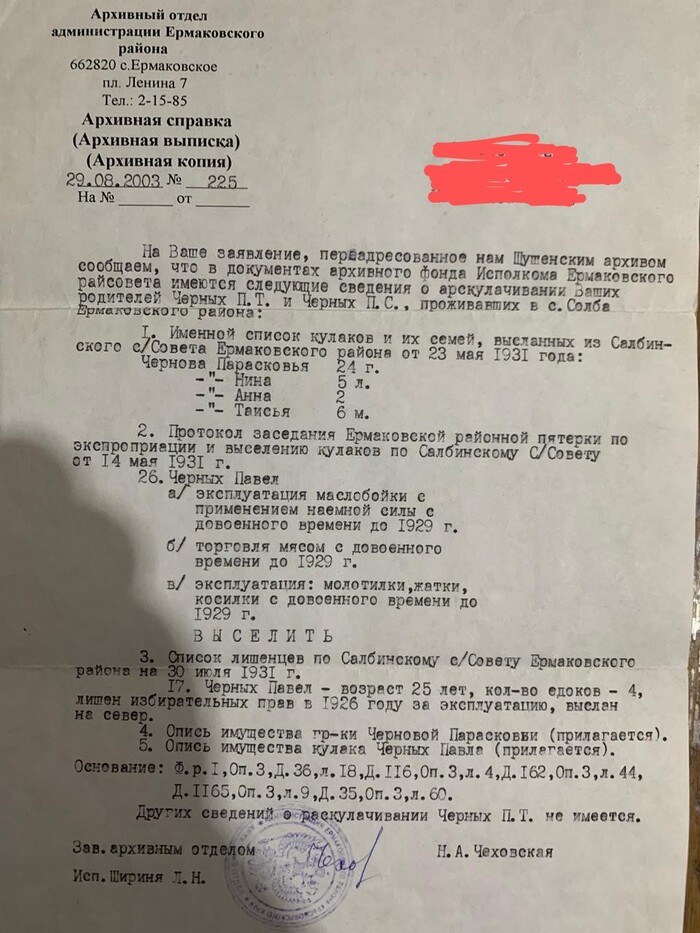 Архивный отдел
администрации Ермаковского
района
662820 с.Ермаковское
пл. Ленина 7
Тел.: 2-15-85
Архивная справка
(Архивная выписка)
(Архивная копия)
29.08.2003 № 225
На № ______ от ______
На Ваше заявление, переадресованное нам Шушенским архивом
сообщаем, что в документах архивного фонда Исполкома Ермаковского
райсовета имеются следующие сведения о арскулачивании Ваших
родителей Черных П.Т. и Черных П.С., проживавших в с. Солба
Ермаковского района:
1. Именной список кулаков и их семей, высланных из Салбин-
ского с/Совета Ермаковского района от 23 мая 1931 года:
Чернова Парасковья 24 г.
-"- Нина 5 л.
-"- Анна 2
-"- Таисья 6 м.
2. Протокол заседания Ермаковской районной пятерки по
экспроприации и выселению кулаков по Салбинскому С/Совету
от 14 мая 1931 г.
26. Черных Павел
а/ эксплуатация маслобойки с
применением наемной силы с
довоенного времени до 1929 г.
б/ торговля мясом с довоенного
времени до 1929 г.
в/ эксплуатация: молотилки,жатки,
косилки с довоенного времени до
1929 г.
В Ы С Е Л И Т Ь
3. Список лишенцев по Салбинскому с/Совету Ермаковского
района на 30 июля 1931 г.
17. Черных Павел - возраст 25 лет, кол-во едоков - 4,
лишен избирательных прав в 1926 году за эксплуатацию, выслан
на север.
4. Опись имущества гр-ки Черновой Парасковьи (прилагается).
5. Опись имущества кулака Черных Павла (прилагается).
Основание: Ф.р.1,Оп.3,Д.36,л.18,Д.116,Оп.3,л.4,Д.162,Оп.3,л.44,
Д.1165,Оп.3,л.9,Д.35,Оп.3,л.60.
Других сведений о раскулачивании Черных П.Т. не имеется.
Зав.архивным отделом Н.А.Чеховская
Исп.Шириня Л.Н.